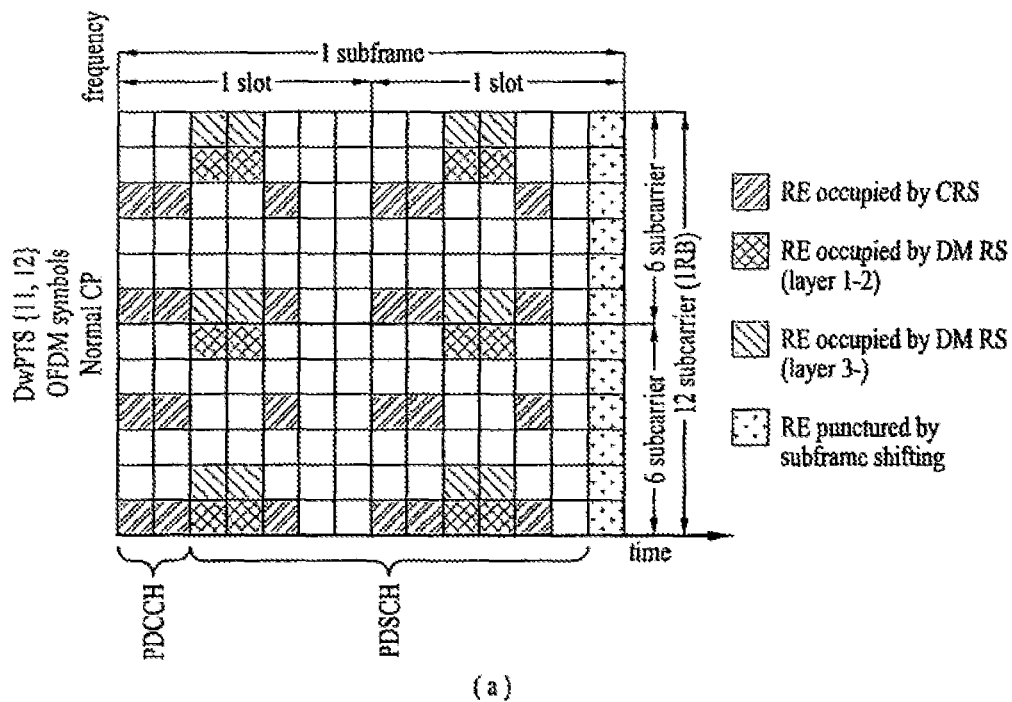 frequency
1 subframe
1 slot
1 slot
DwPTS {11, 12}
OFDM symbols
Normal CP
6 subcarrier
6 subcarrier
12 subcarrier (1RB)
RE occupied by CRS
RE occupied by DM RS
(layer 1-2)
RE occupied by DM RS
(layer 3-)
RE punctured by
subframe shifting
time
PDCCH
PDSCH
(a)